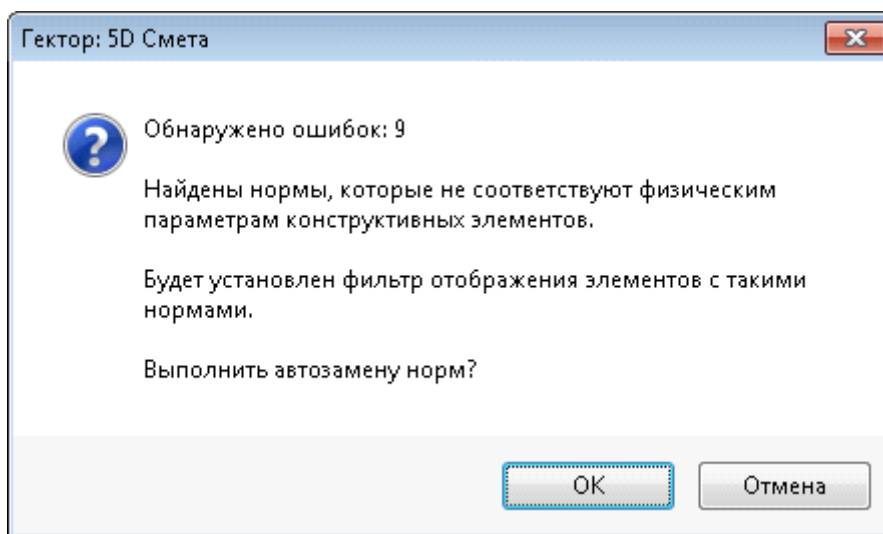 Гектор: 5D Смета
Обнаружено ошибок: 9
Найдены нормы, которые не соответствуют физическим
параметрам конструктивных элементов.
Будет установлен фильтр отображения элементов с такими
нормами.
Выполнить автозамену норм?
OK
Отмена